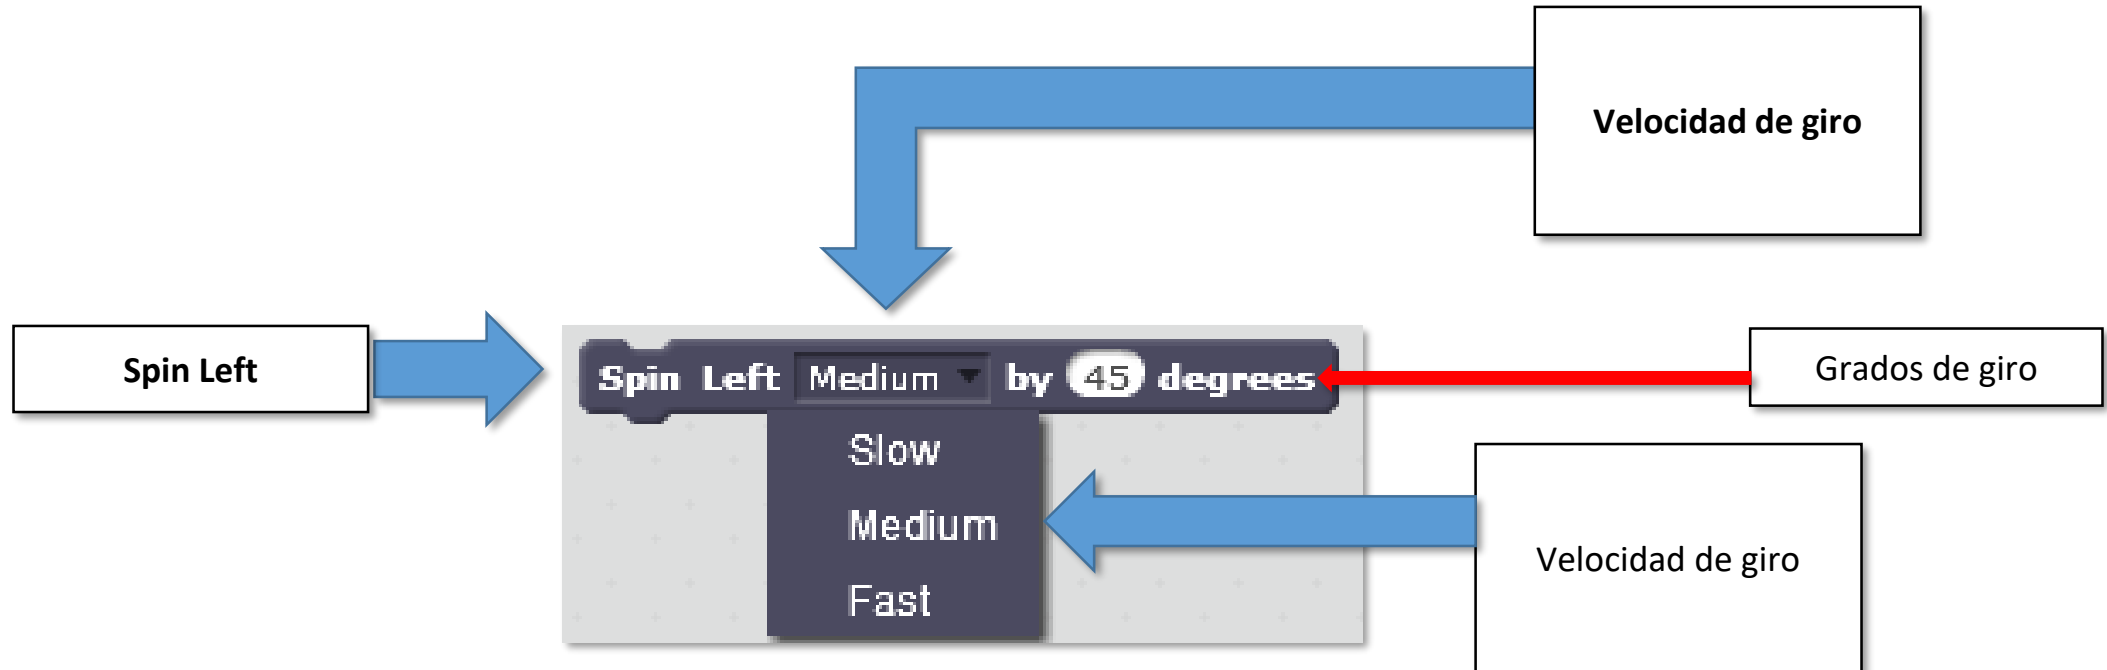 Velocidad de giro
Spin Left
Spin Left Medium by 45 degrees
Grados de giro
Slow
Medium
Fast
Velocidad de giro